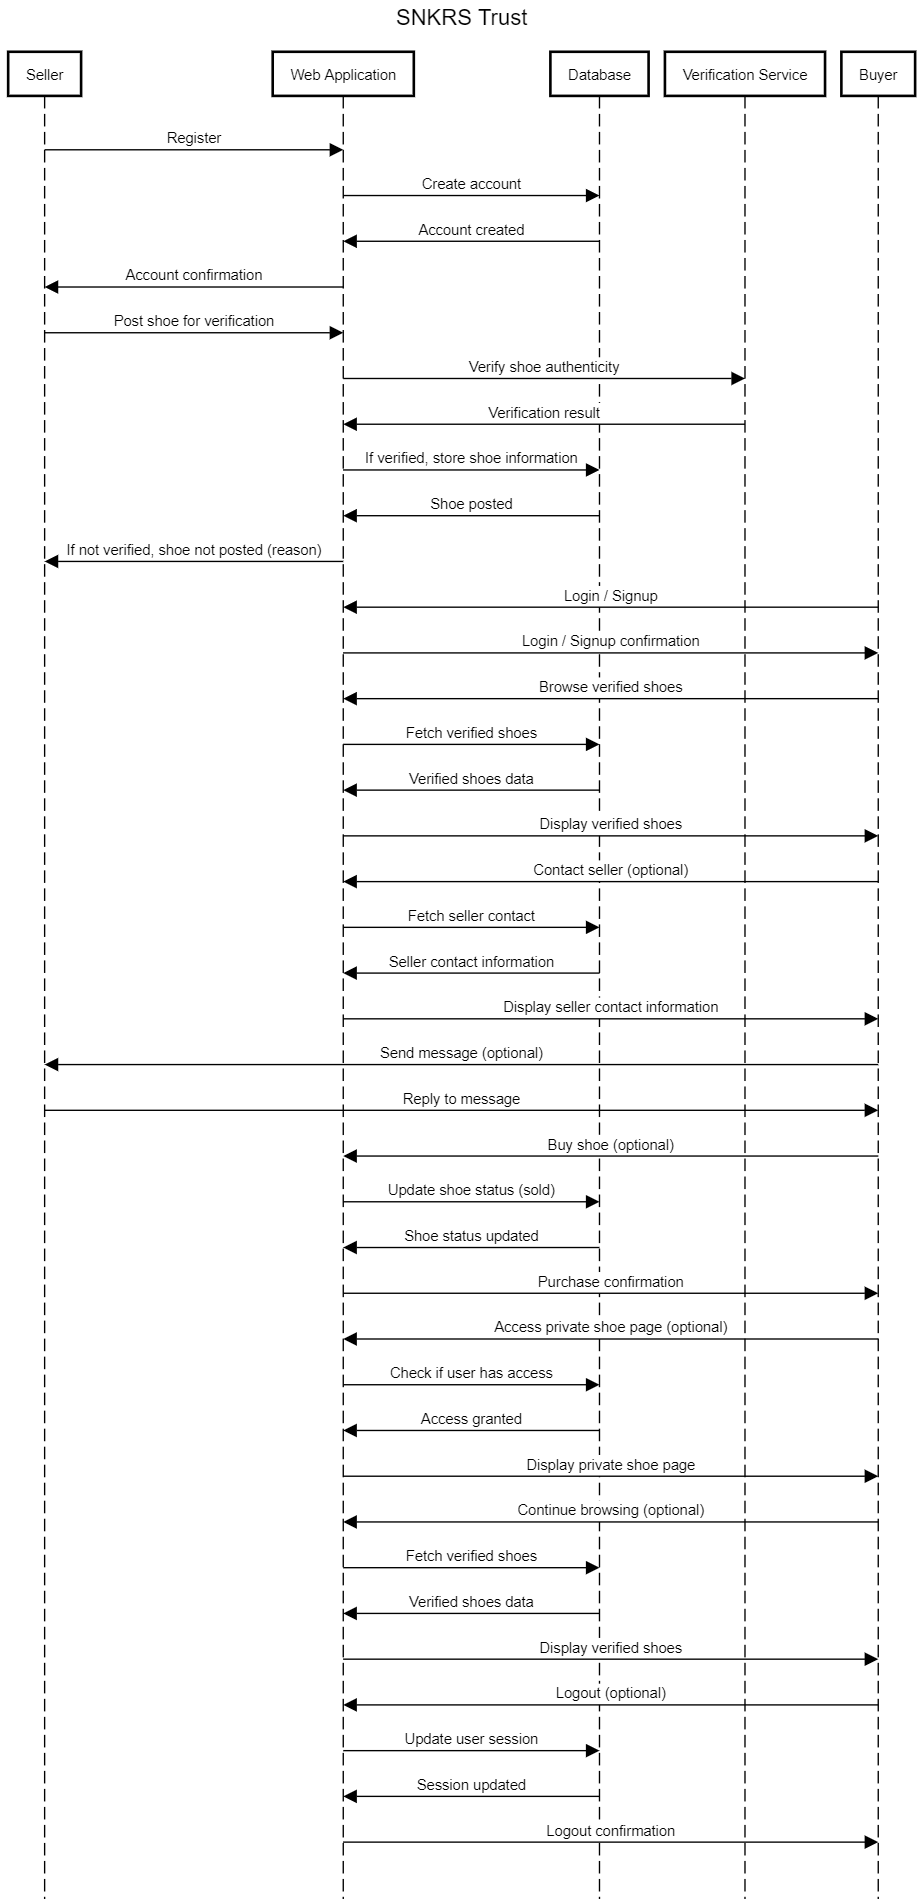 SNKRS Trust
Seller
Web Application
Database
Verification Service
Buyer
Register
Create account
Account created
Account confirmation
Post shoe for verification
Verify shoe authenticity
Verification result
If verified, store shoe information
Shoe posted
If not verified, shoe not posted (reason)
Login / Signup
Login / Signup confirmation
Browse verified shoes
Fetch verified shoes
Verified shoes data
Display verified shoes
Contact seller (optional)
Fetch seller contact
Seller contact information
Display seller contact information
Send message (optional)
Reply to message
Buy shoe (optional)
Update shoe status (sold)
Shoe status updated
Purchase confirmation
Access private shoe page (optional)
Check if user has access
Access granted
Display private shoe page
Continue browsing (optional)
Fetch verified shoes
Verified shoes data
Display verified shoes
Logout (optional)
Update user session
Session updated
Logout confirmation